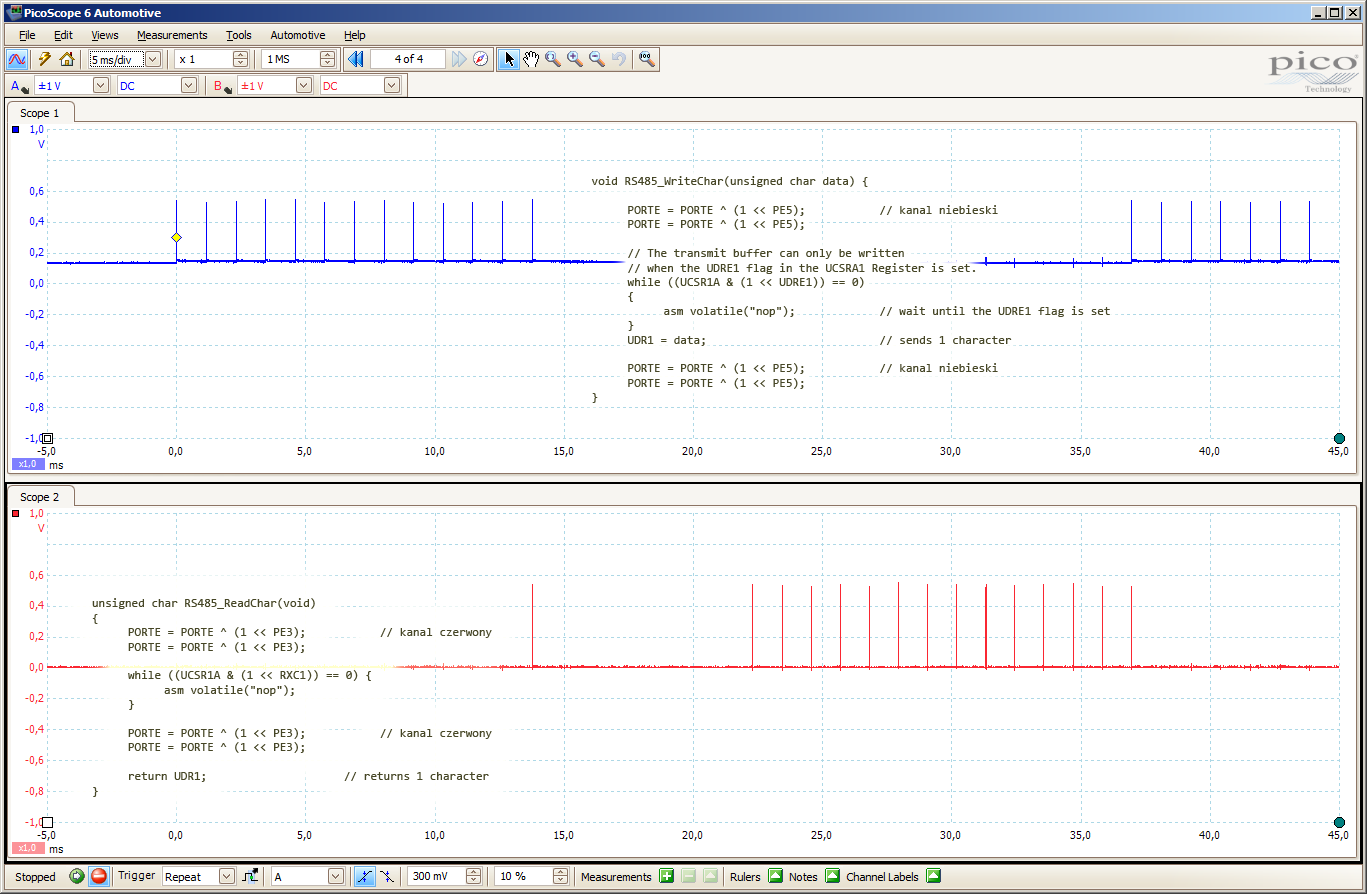 PicoScope 6 Automotive
File Edit Views Measurements Tools Automotive Help
5 ms/div x 1 1 MS 4 of 4
pico
Technology
A ±1 V DC B ±1 V DC
Scope 1
1,0
V
0,6
0,4
0,2
0,0
-0,2
-0,4
-0,6
-0,8
-1,0
void RS485_WriteChar(unsigned char data) {
PORTE = PORTE ^ (1 << PE5); // kanal niebieski
PORTE = PORTE ^ (1 << PE5);
// The transmit buffer can only be written
// when the UDRE1 flag in the UCSRA1 Register is set.
while ((UCSR1A & (1 << UDRE1)) == 0)
{
asm volatile("nop"); // wait until the UDRE1 flag is set
}
UDR1 = data; // sends 1 character
PORTE = PORTE ^ (1 << PE5); // kanal niebieski
PORTE = PORTE ^ (1 << PE5);
}
-5,0 0,0 5,0 10,0 15,0 20,0 25,0 30,0 35,0 40,0 45,0
x1,0 ms
Scope 2
1,0
V
0,6
0,4
0,2
0,0
-0,2
-0,4
-0,6
-0,8
-1,0
unsigned char RS485_ReadChar(void)
{
PORTE = PORTE ^ (1 << PE3); // kanal czerwony
PORTE = PORTE ^ (1 << PE3);
while ((UCSR1A & (1 << RXC1)) == 0) {
asm volatile("nop");
}
PORTE = PORTE ^ (1 << PE3); // kanal czerwony
PORTE = PORTE ^ (1 << PE3);
return UDR1; // returns 1 character
}
-5,0 0,0 5,0 10,0 15,0 20,0 25,0 30,0 35,0 40,0 45,0
x1,0 ms
Stopped Trigger Repeat A 300 mV 10 % Measurements Rulers Notes Channel Labels